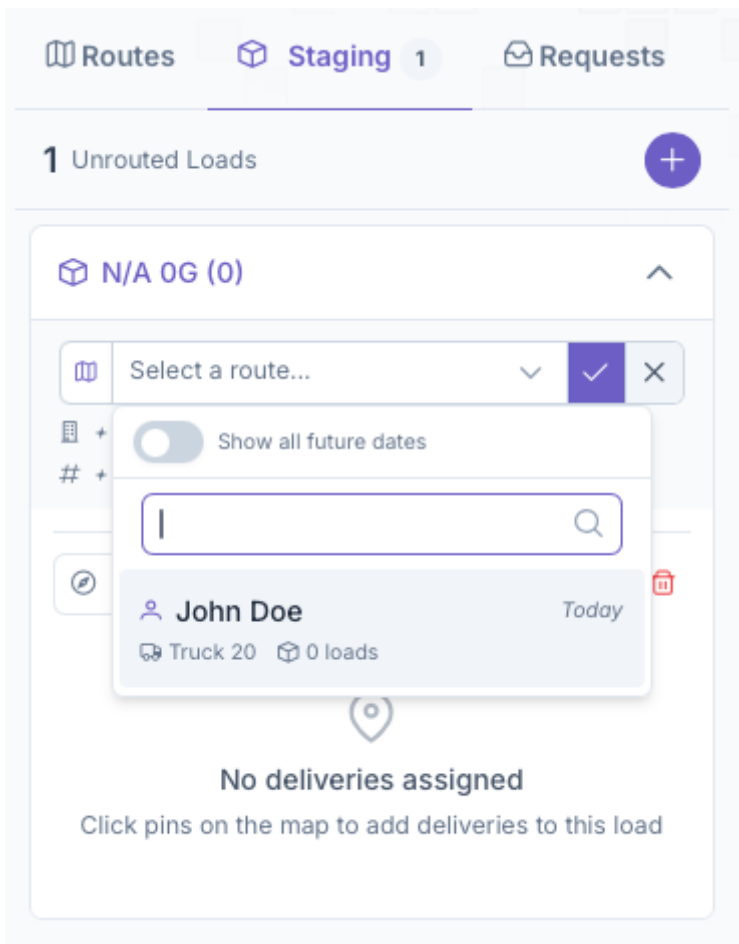 Routes Staging 1 Requests
1 Unrouted Loads
N/A 0G (0)
Select a route...
+
Show all future dates
# +
John Doe Today
Truck 20 0 loads
No deliveries assigned
Click pins on the map to add deliveries to this load